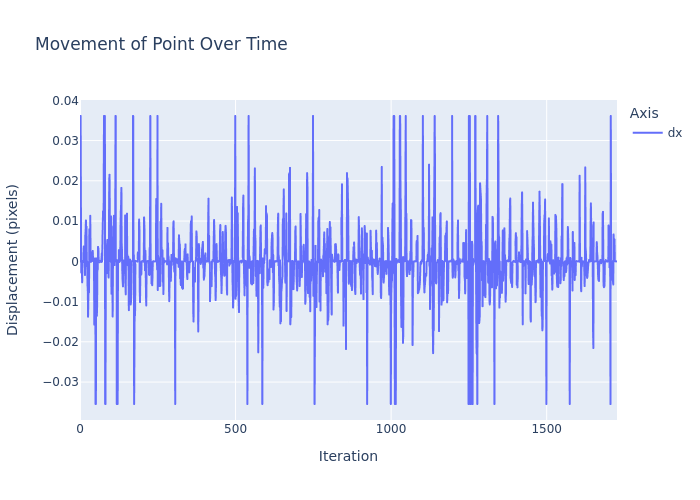 Movement of Point Over Time
Axis
dx
Displacement (pixels)
0.04
0.03
0.02
0.01
0
−0.01
−0.02
−0.03
0
500
1000
1500
Iteration